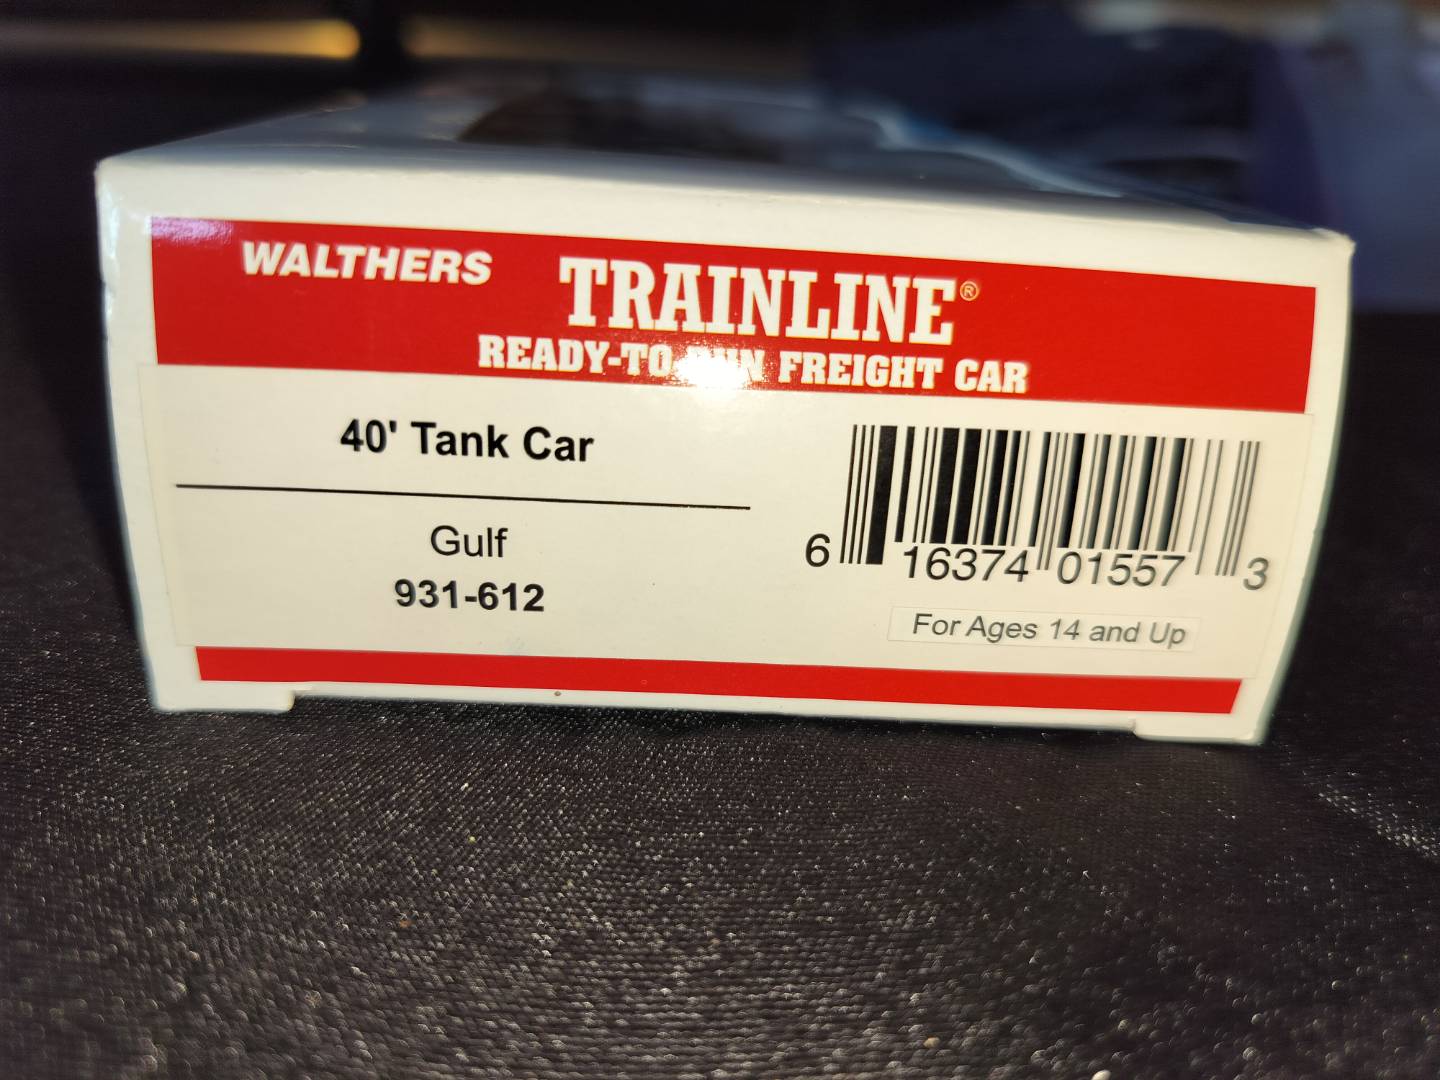 WALTHERS TRAINLINE®
READY-TO RUN FREIGHT CAR
40' Tank Car
Gulf
931-612
6 16374 01557 3
For Ages 14 and Up